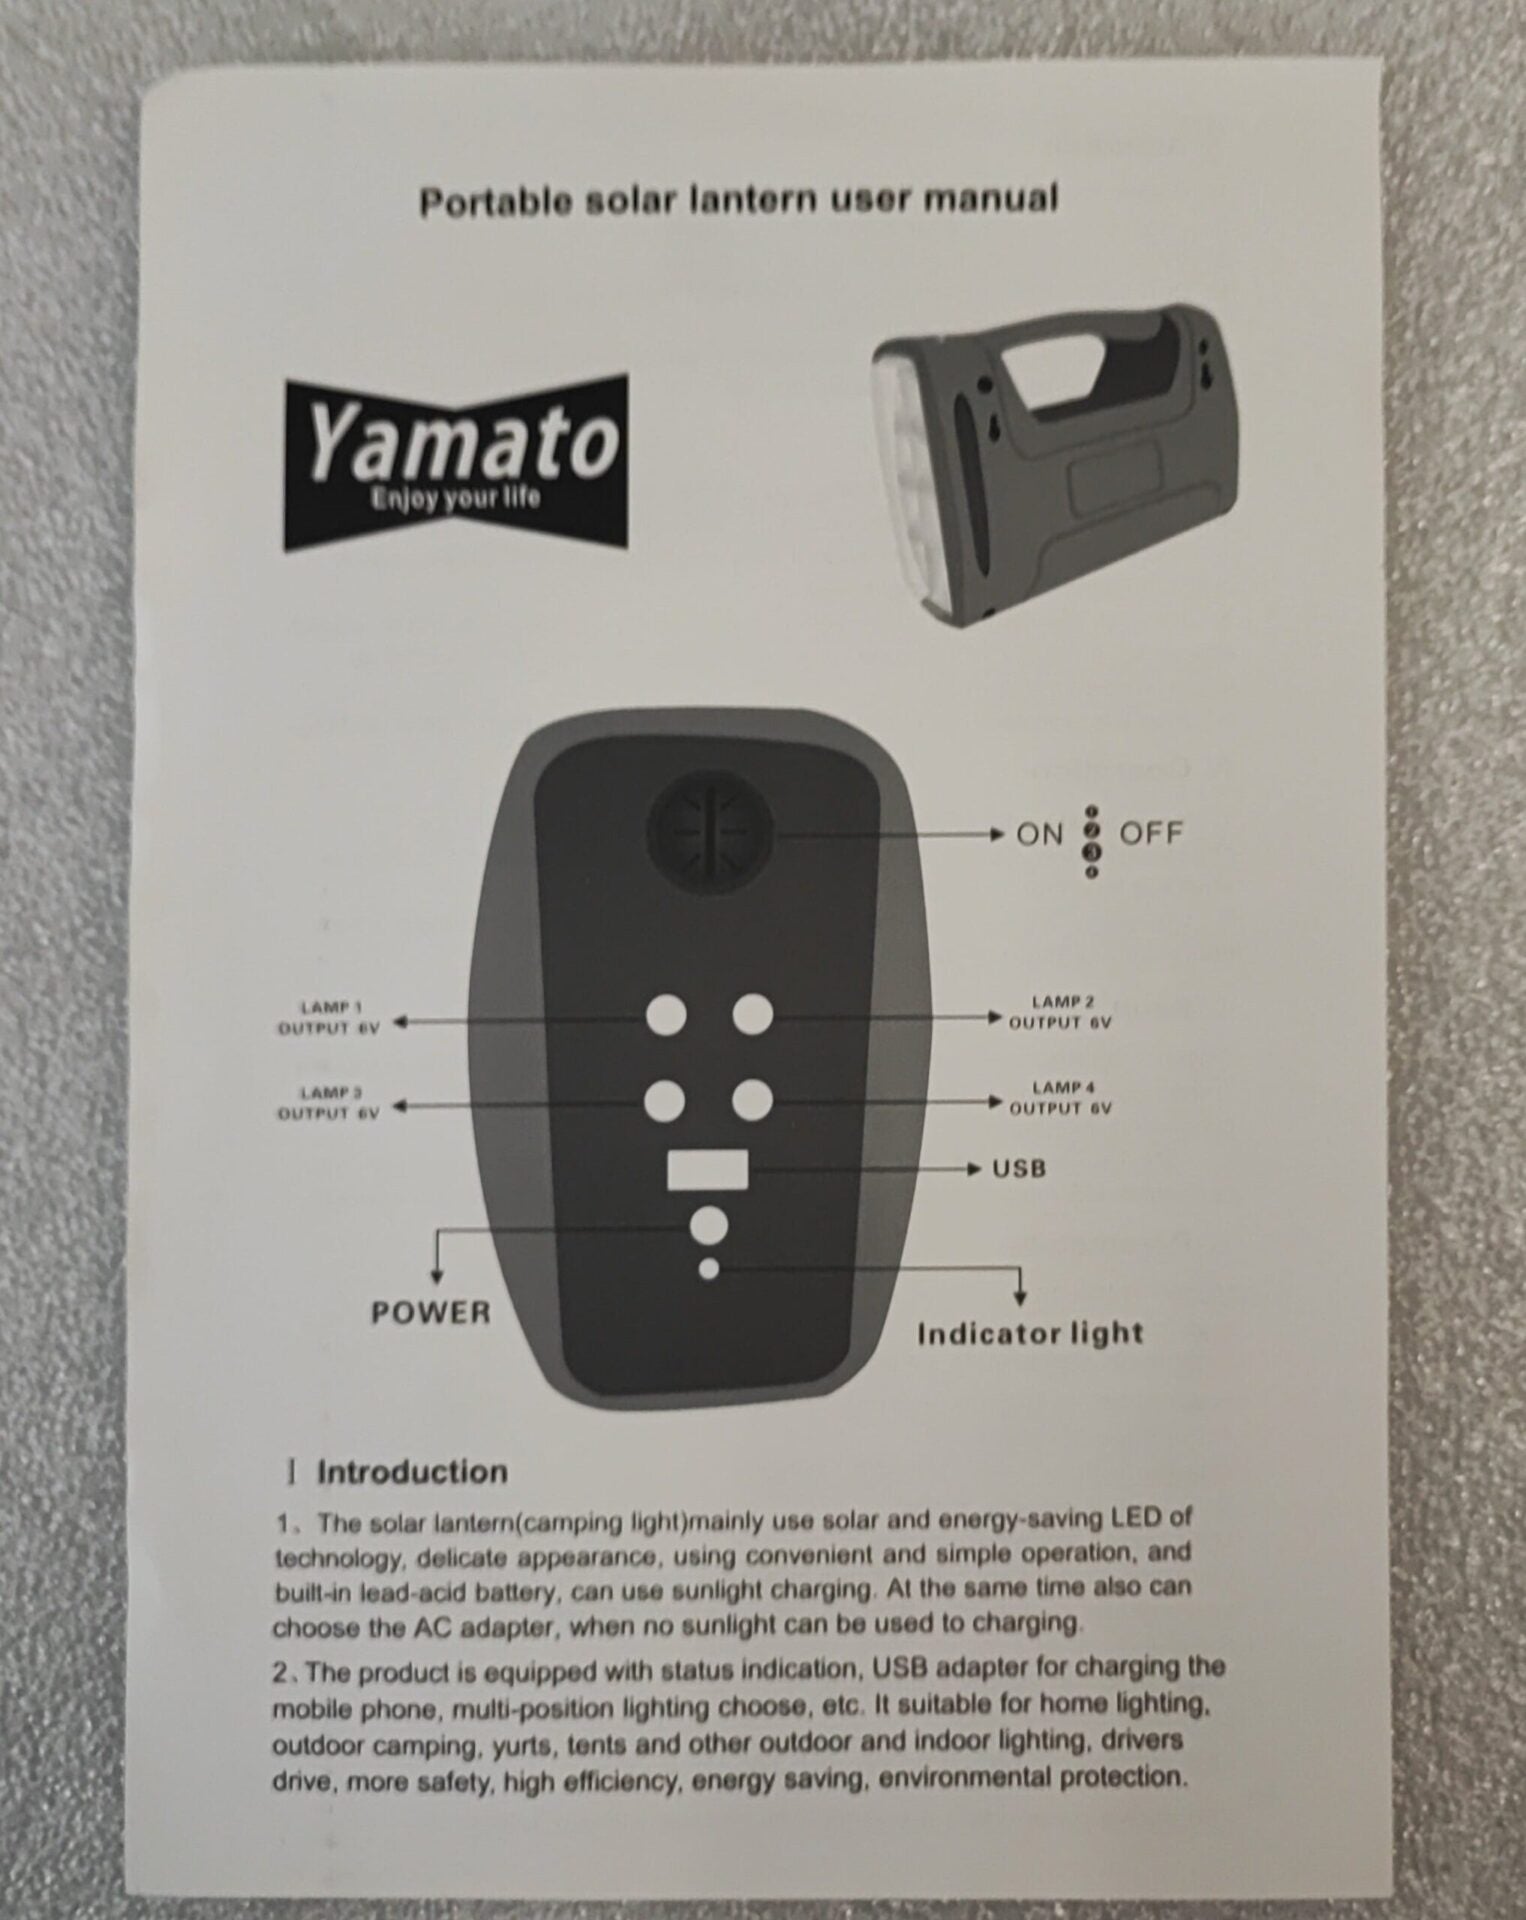 Portable solar lantern user manual
Yamato
Enjoy your life
ON OFF
LAMP 1
OUTPUT 6V
LAMP 2
OUTPUT 6V
LAMP 3
OUTPUT 6V
LAMP 4
OUTPUT 6V
USB
POWER
Indicator light
I Introduction
1、The solar lantern(camping light)mainly use solar and energy-saving LED of
technology, delicate appearance, using convenient and simple operation, and
built-in lead-acid battery, can use sunlight charging. At the same time also can
choose the AC adapter, when no sunlight can be used to charging.
2、The product is equipped with status indication, USB adapter for charging the
mobile phone, multi-position lighting choose, etc. It suitable for home lighting,
outdoor camping, yurts, tents and other outdoor and indoor lighting, drivers
drive, more safety, high efficiency, energy saving, environmental protection.